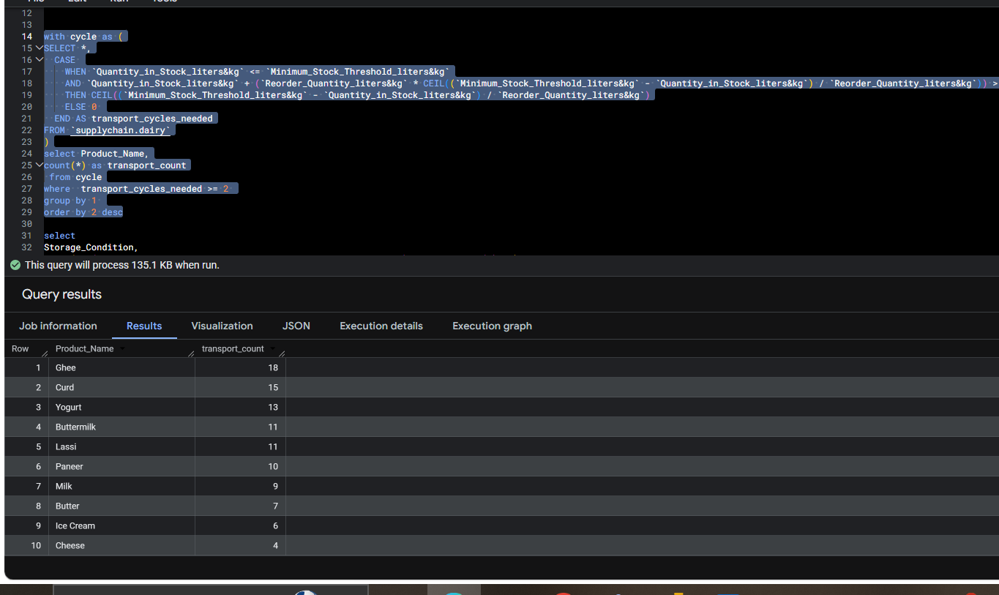 12
13
14 with cycle as (
15 SELECT *,
16 CASE
17 WHEN `Quantity_in_Stock_liters&kg` <= `Minimum_Stock_Threshold_liters&kg`
18 AND `Quantity_in_Stock_liters&kg` + (`Reorder_Quantity_liters&kg` * CEIL((`Minimum_Stock_Threshold_liters&kg` - `Quantity_in_Stock_liters&kg`) / `Reorder_Quantity_liters&kg`)) >
19 THEN CEIL((`Minimum_Stock_Threshold_liters&kg` - `Quantity_in_Stock_liters&kg`) / `Reorder_Quantity_liters&kg`)
20 ELSE 0
21 END AS transport_cycles_needed
22 FROM `supplychain.dairy`
23 )
24 select Product_Name,
25 count(*) as transport_count
26 from cycle
27 where transport_cycles_needed >= 2
28 group by 1
29 order by 2 desc
30
31 select
32 Storage_Condition,
This query will process 135.1 KB when run.
Query results
Job information Results Visualization JSON Execution details Execution graph
Row Product_Name transport_count
1 Ghee 18
2 Curd 15
3 Yogurt 13
4 Buttermilk 11
5 Lassi 11
6 Paneer 10
7 Milk 9
8 Butter 7
9 Ice Cream 6
10 Cheese 4